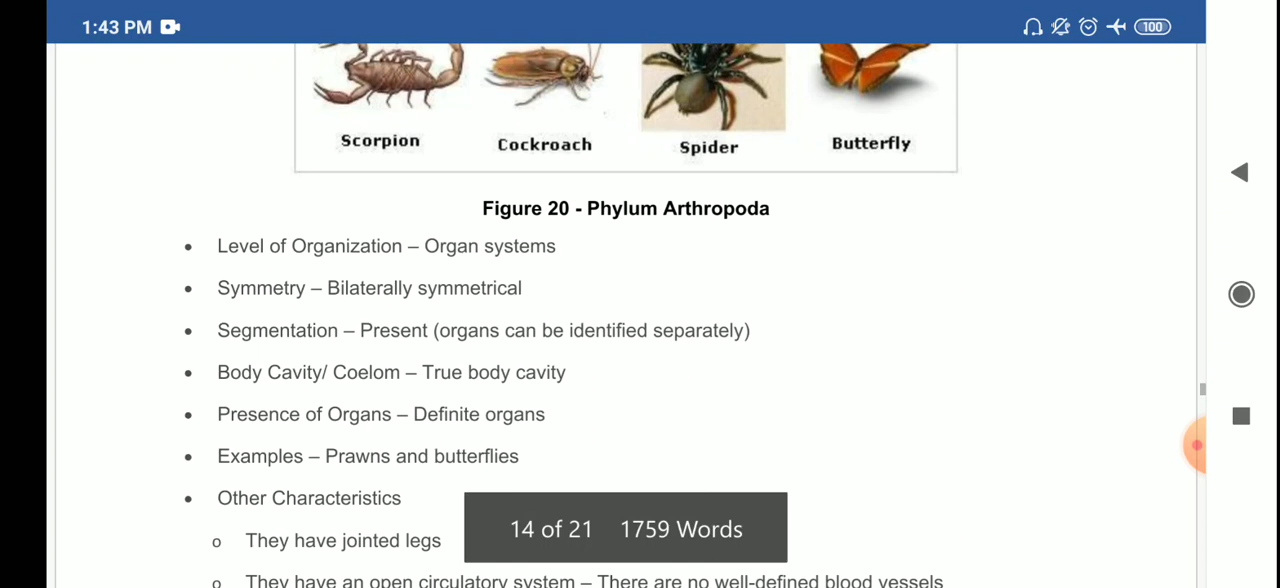 1:43 PM
100
Scorpion
Cockroach
Spider
Butterfly
Figure 20 - Phylum Arthropoda
• Level of Organization – Organ systems
• Symmetry – Bilaterally symmetrical
• Segmentation – Present (organs can be identified separately)
• Body Cavity/ Coelom – True body cavity
• Presence of Organs – Definite organs
• Examples – Prawns and butterflies
• Other Characteristics
o They have jointed legs
14 of 21 1759 Words
o They have an open circulatory system – There are no well-defined blood vessels